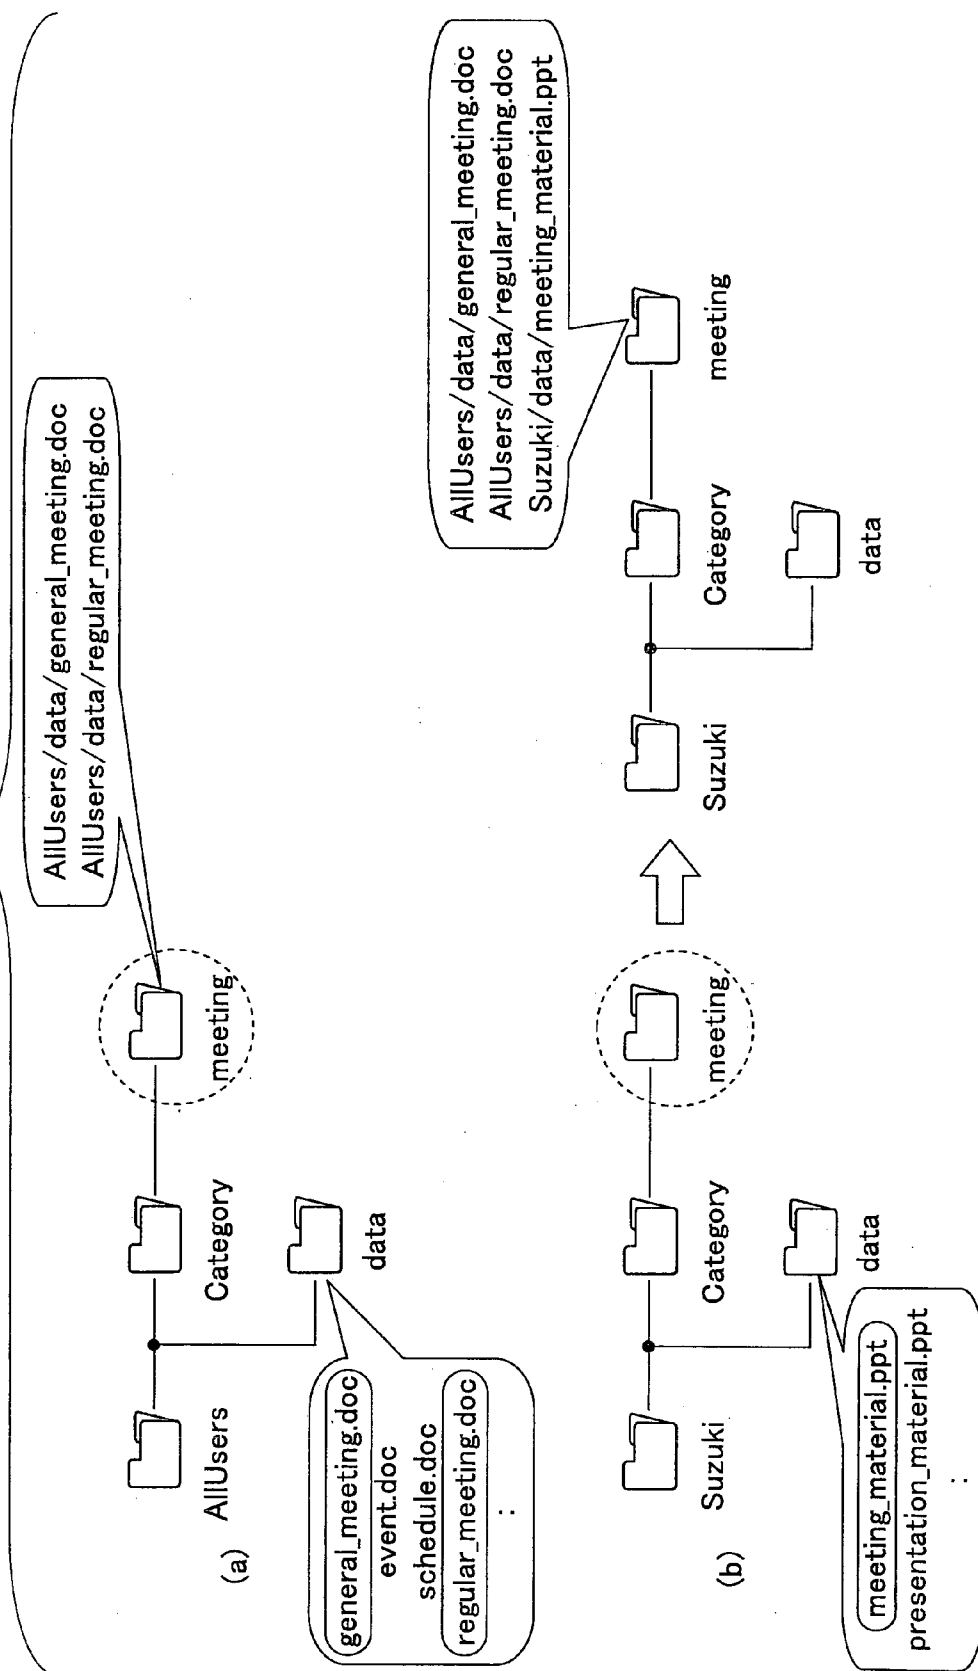 (a)
AllUsers
Category
meeting
data
AllUsers/data/general_meeting.doc
AllUsers/data/regular_meeting.doc
general_meeting.doc
event.doc
schedule.doc
regular_meeting.doc
:
(b)
Suzuki
Category
meeting
data
meeting_material.ppt
presentation_material.ppt
:
Suzuki
Category
meeting
data
AllUsers/data/general_meeting.doc
AllUsers/data/regular_meeting.doc
Suzuki/data/meeting_material.ppt